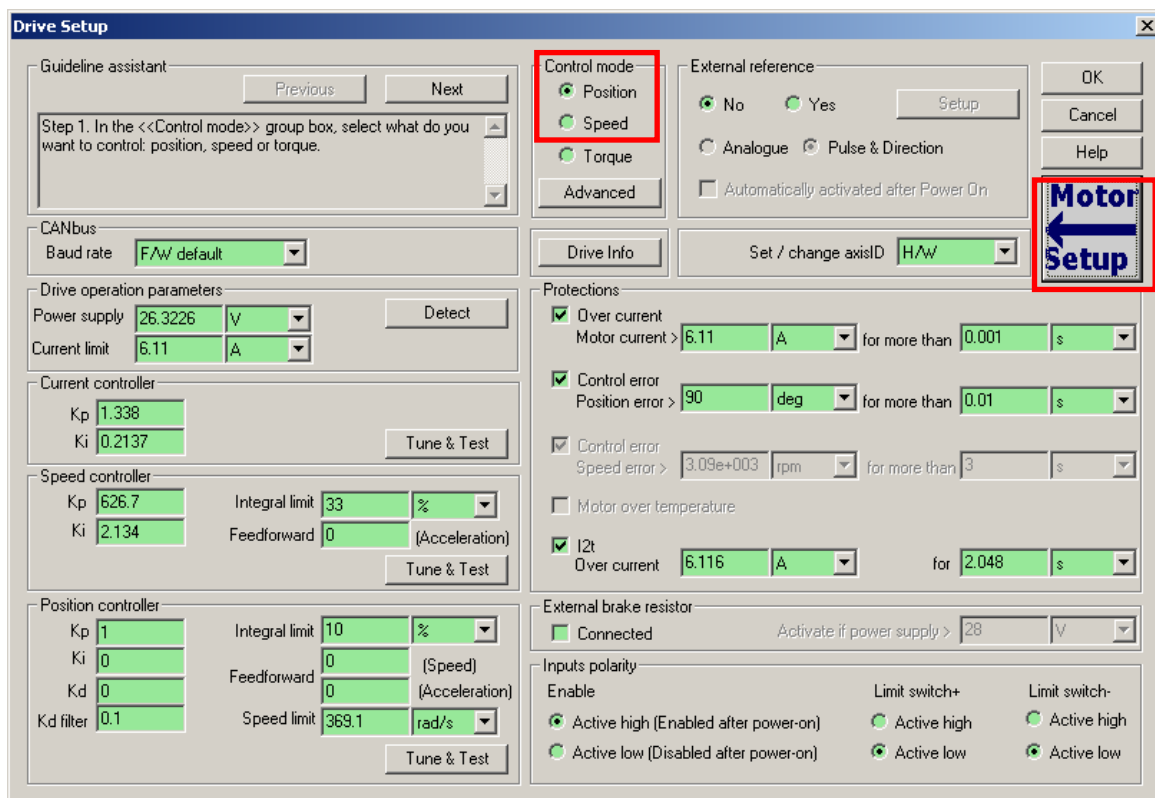 Drive Setup
Guideline assistant
Previous
Next
Step 1. In the <<Control mode>> group box, select what do you
want to control: position, speed or torque.
Control mode
Position
Speed
Torque
Advanced
External reference
No
Yes
Setup
Analogue
Pulse & Direction
Automatically activated after Power On
OK
Cancel
Help
Motor
Setup
CANbus
Baud rate
F/W default
Drive Info
Set / change axisID
H/W
Drive operation parameters
Power supply
26.3226
V
Detect
Current limit
6.11
A
Current controller
Kp
1.338
Ki
0.2137
Tune & Test
Speed controller
Kp
626.7
Integral limit
33
%
Ki
2.134
Feedforward
0
(Acceleration)
Tune & Test
Position controller
Kp
1
Integral limit
10
%
Ki
0
Feedforward
0
(Speed)
Kd
0
0
(Acceleration)
Kd filter
0.1
Speed limit
369.1
rad/s
Tune & Test
Protections
Over current
Motor current >
6.11
A
for more than
0.001
s
Control error
Position error >
90
deg
for more than
0.01
s
Control error
Speed error >
3.09e+003
rpm
for more than
3
s
Motor over temperature
I2t
Over current
6.116
A
for
2.048
s
External brake resistor
Connected
Activate if power supply >
28
V
Inputs polarity
Enable
Limit switch+
Limit switch-
Active high (Enabled after power-on)
Active high
Active high
Active low (Disabled after power-on)
Active low
Active low